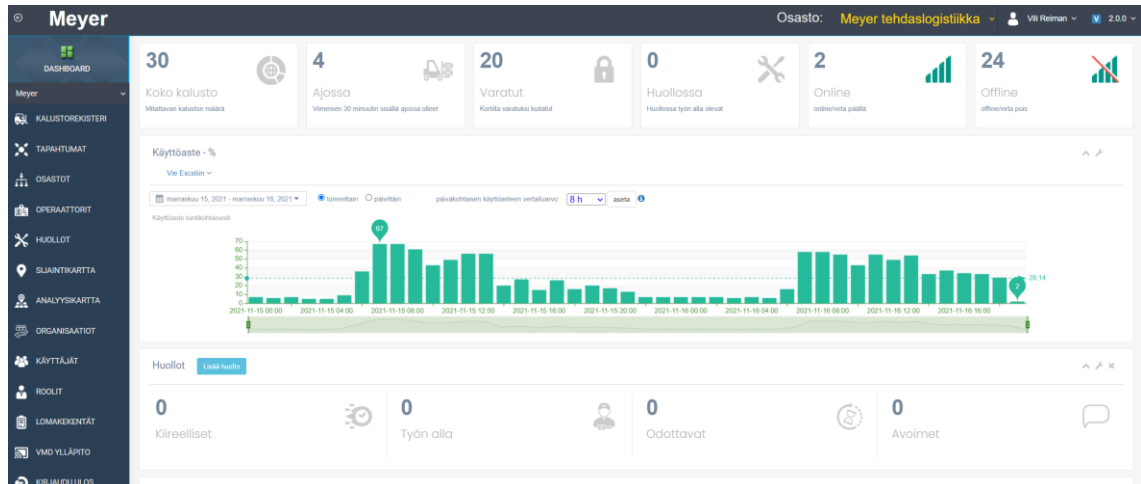 Meyer
Osasto: Meyer tehdaslogistiikka
Vili Reiman
V 2.0.0
DASHBOARD
Meyer
KALUSTOREKISTERI
TAPAHTUMAT
OSASTOT
OPERAATTORIT
HUOLLOT
SIJAINTIKARTTA
ANALYYSIKARTTA
ORGANISAATIOT
KÄYTTÄJÄT
ROOLIT
LOMAKEKENTÄT
VMD YLLÄPITO
KIRJAUDU ULOS
30
Koko kalusto
Mitattavan kaluston määrä
4
Ajossa
Viimeisen 30 minuutin sisällä ajossa olleet
20
Varatut
Kortilla varatuksi kuitatut
0
Huollossa
Huollossa työn alla olevat
2
Online
online/virta päällä
24
Offline
offline/virta pois
Käyttöaste - %
Vie Exceliin
marraskuu 15, 2021 - marraskuu 16, 2021
tunneittain
päivittäin
päiväkohtaisen käyttöasteen vertailuarvo:
8 h
aseta
Käyttöaste tuntikohtaisesti
67
70
60
50
40
30
20
10
28.14
2
2021-11-15 00:00
2021-11-15 04:00
2021-11-15 08:00
2021-11-15 12:00
2021-11-15 16:00
2021-11-15 20:00
2021-11-16 00:00
2021-11-16 04:00
2021-11-16 08:00
2021-11-16 12:00
2021-11-16 16:00
Huollot
Lisää huolto
0
Kiireelliset
0
Työn alla
0
Odottavat
0
Avoimet